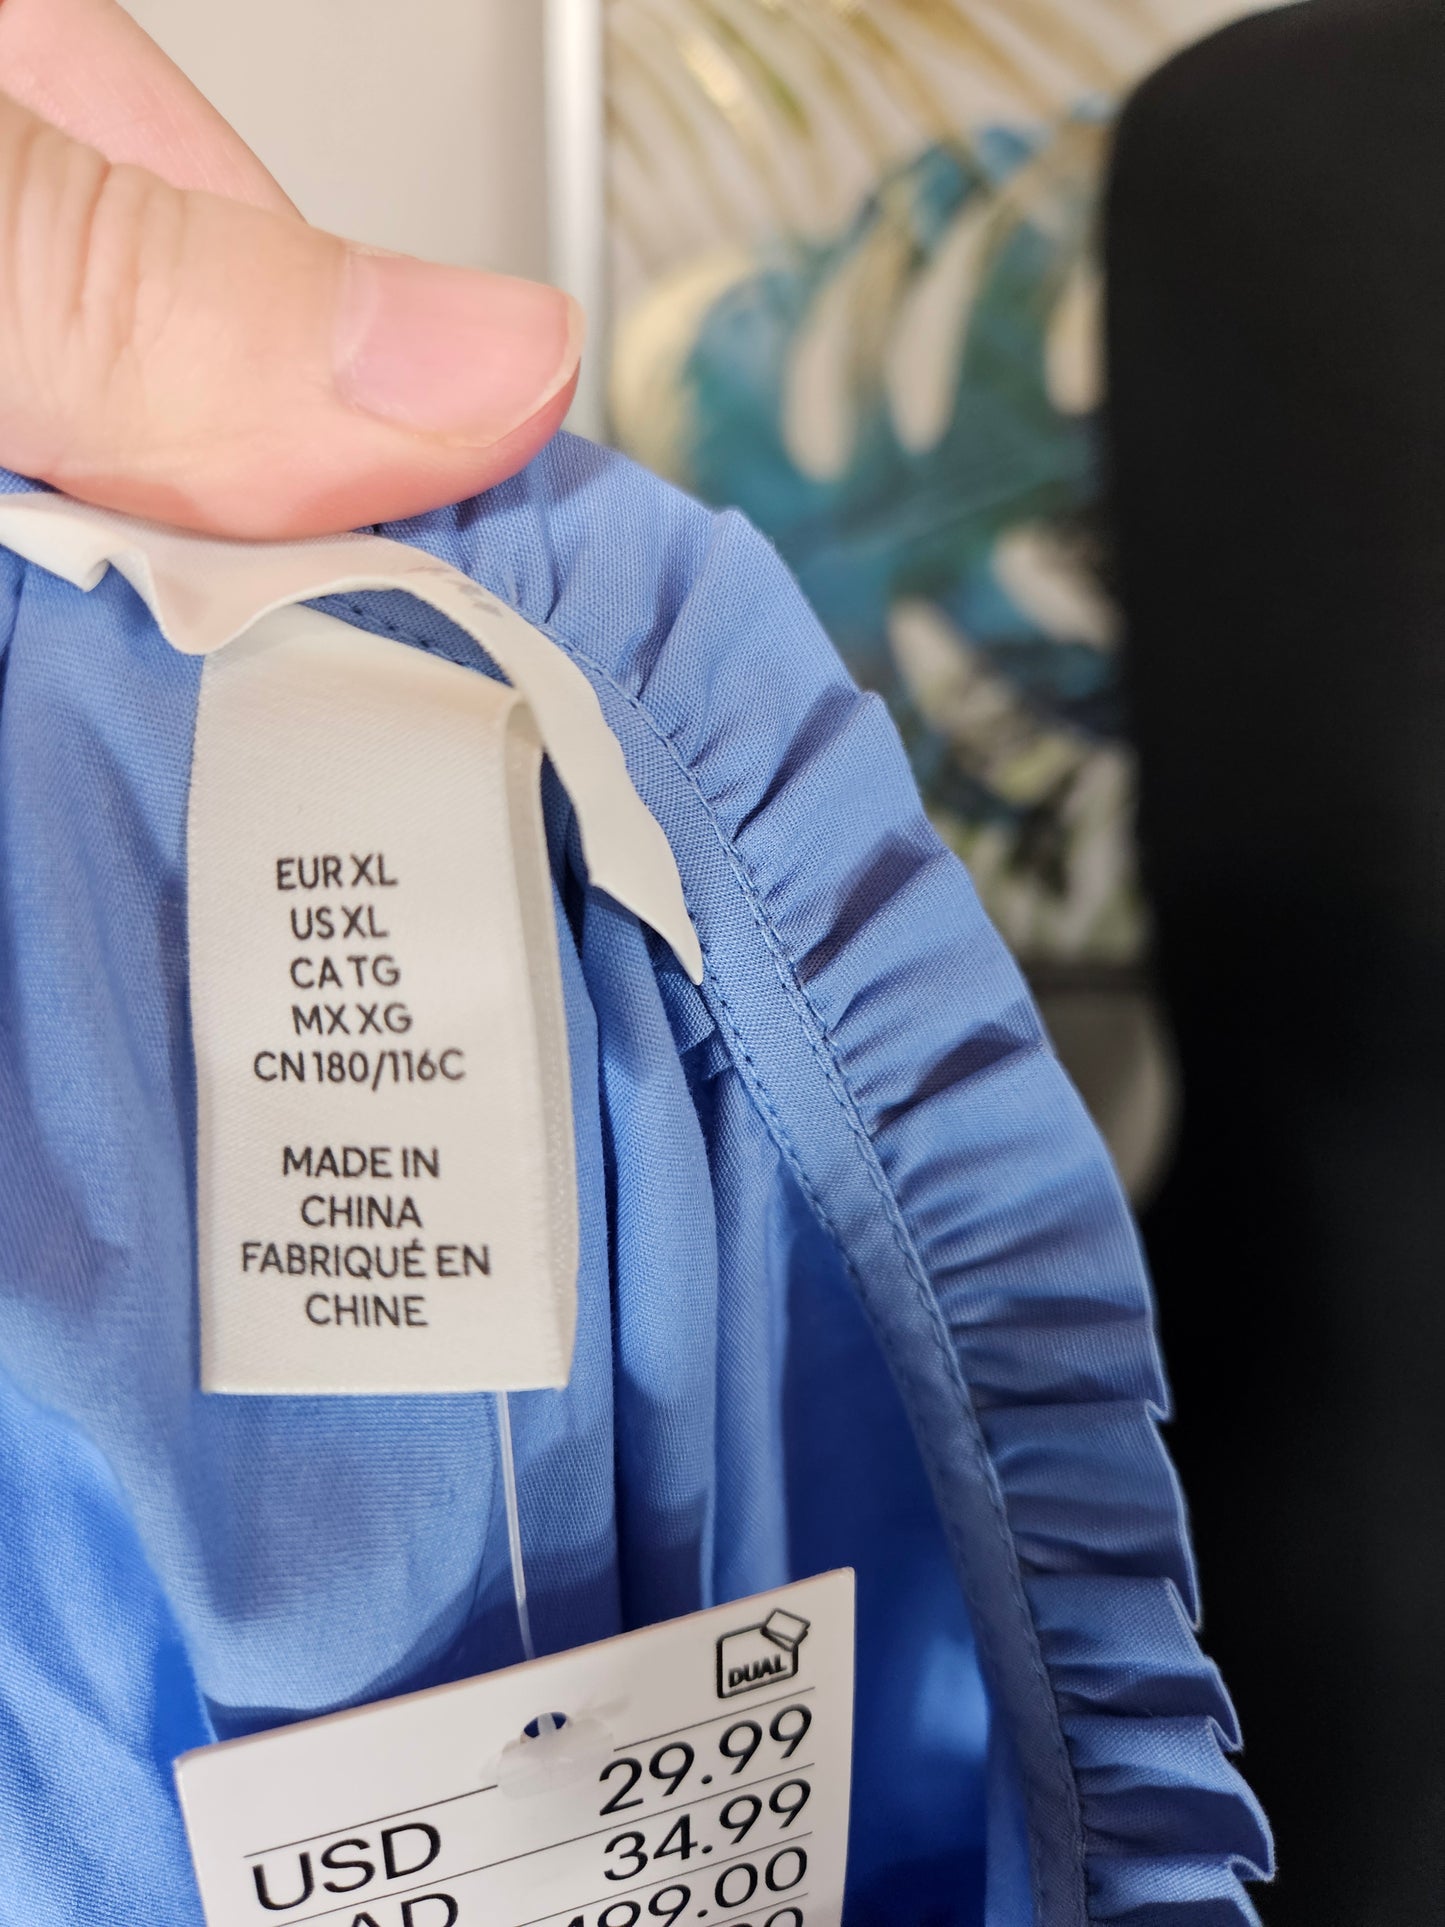 EUR XL
US XL
CA TG
MX XG
CN 180/116C
MADE IN
CHINA
FABRIQUÉ EN
CHINE
DUAL
USD 29.99
34.99